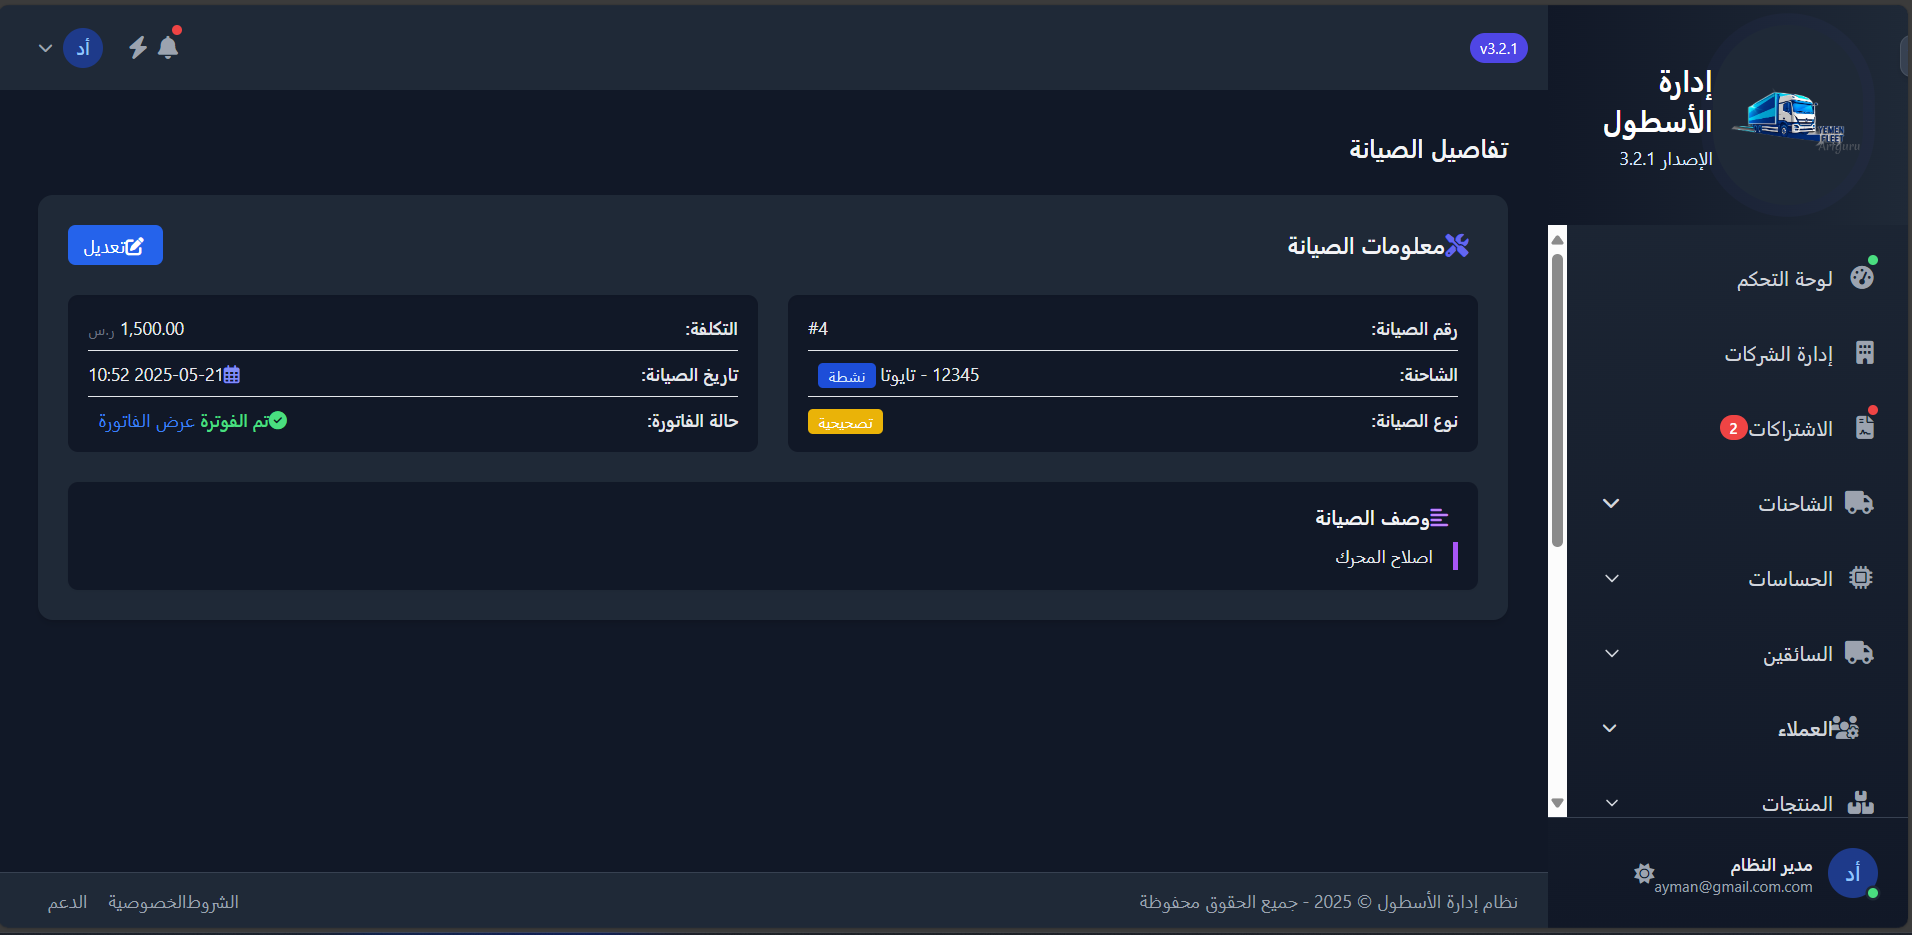 إدارة
الأسطول
الإصدار 3.2.1
YEMEN
FLEET
Artguru
v3.2.1
أد
لوحة التحكم
إدارة الشركات
الاشتراكات 2
الشاحنات
الحساسات
السائقين
العملاء
المنتجات
أد
مدير النظام
ayman@gmail.com.com
تفاصيل الصيانة
معلومات الصيانة
تعديل
رقم الصيانة: #4
الشاحنة: 12345 - تايوتا نشطة
نوع الصيانة: تصحيحية
التكلفة: 1,500.00 ر.س
تاريخ الصيانة: 2025-05-21 10:52
حالة الفاتورة: تم الفوترة عرض الفاتورة
وصف الصيانة
اصلاح المحرك
نظام إدارة الأسطول © 2025 - جميع الحقوق محفوظة
الشروط الخصوصية الدعم